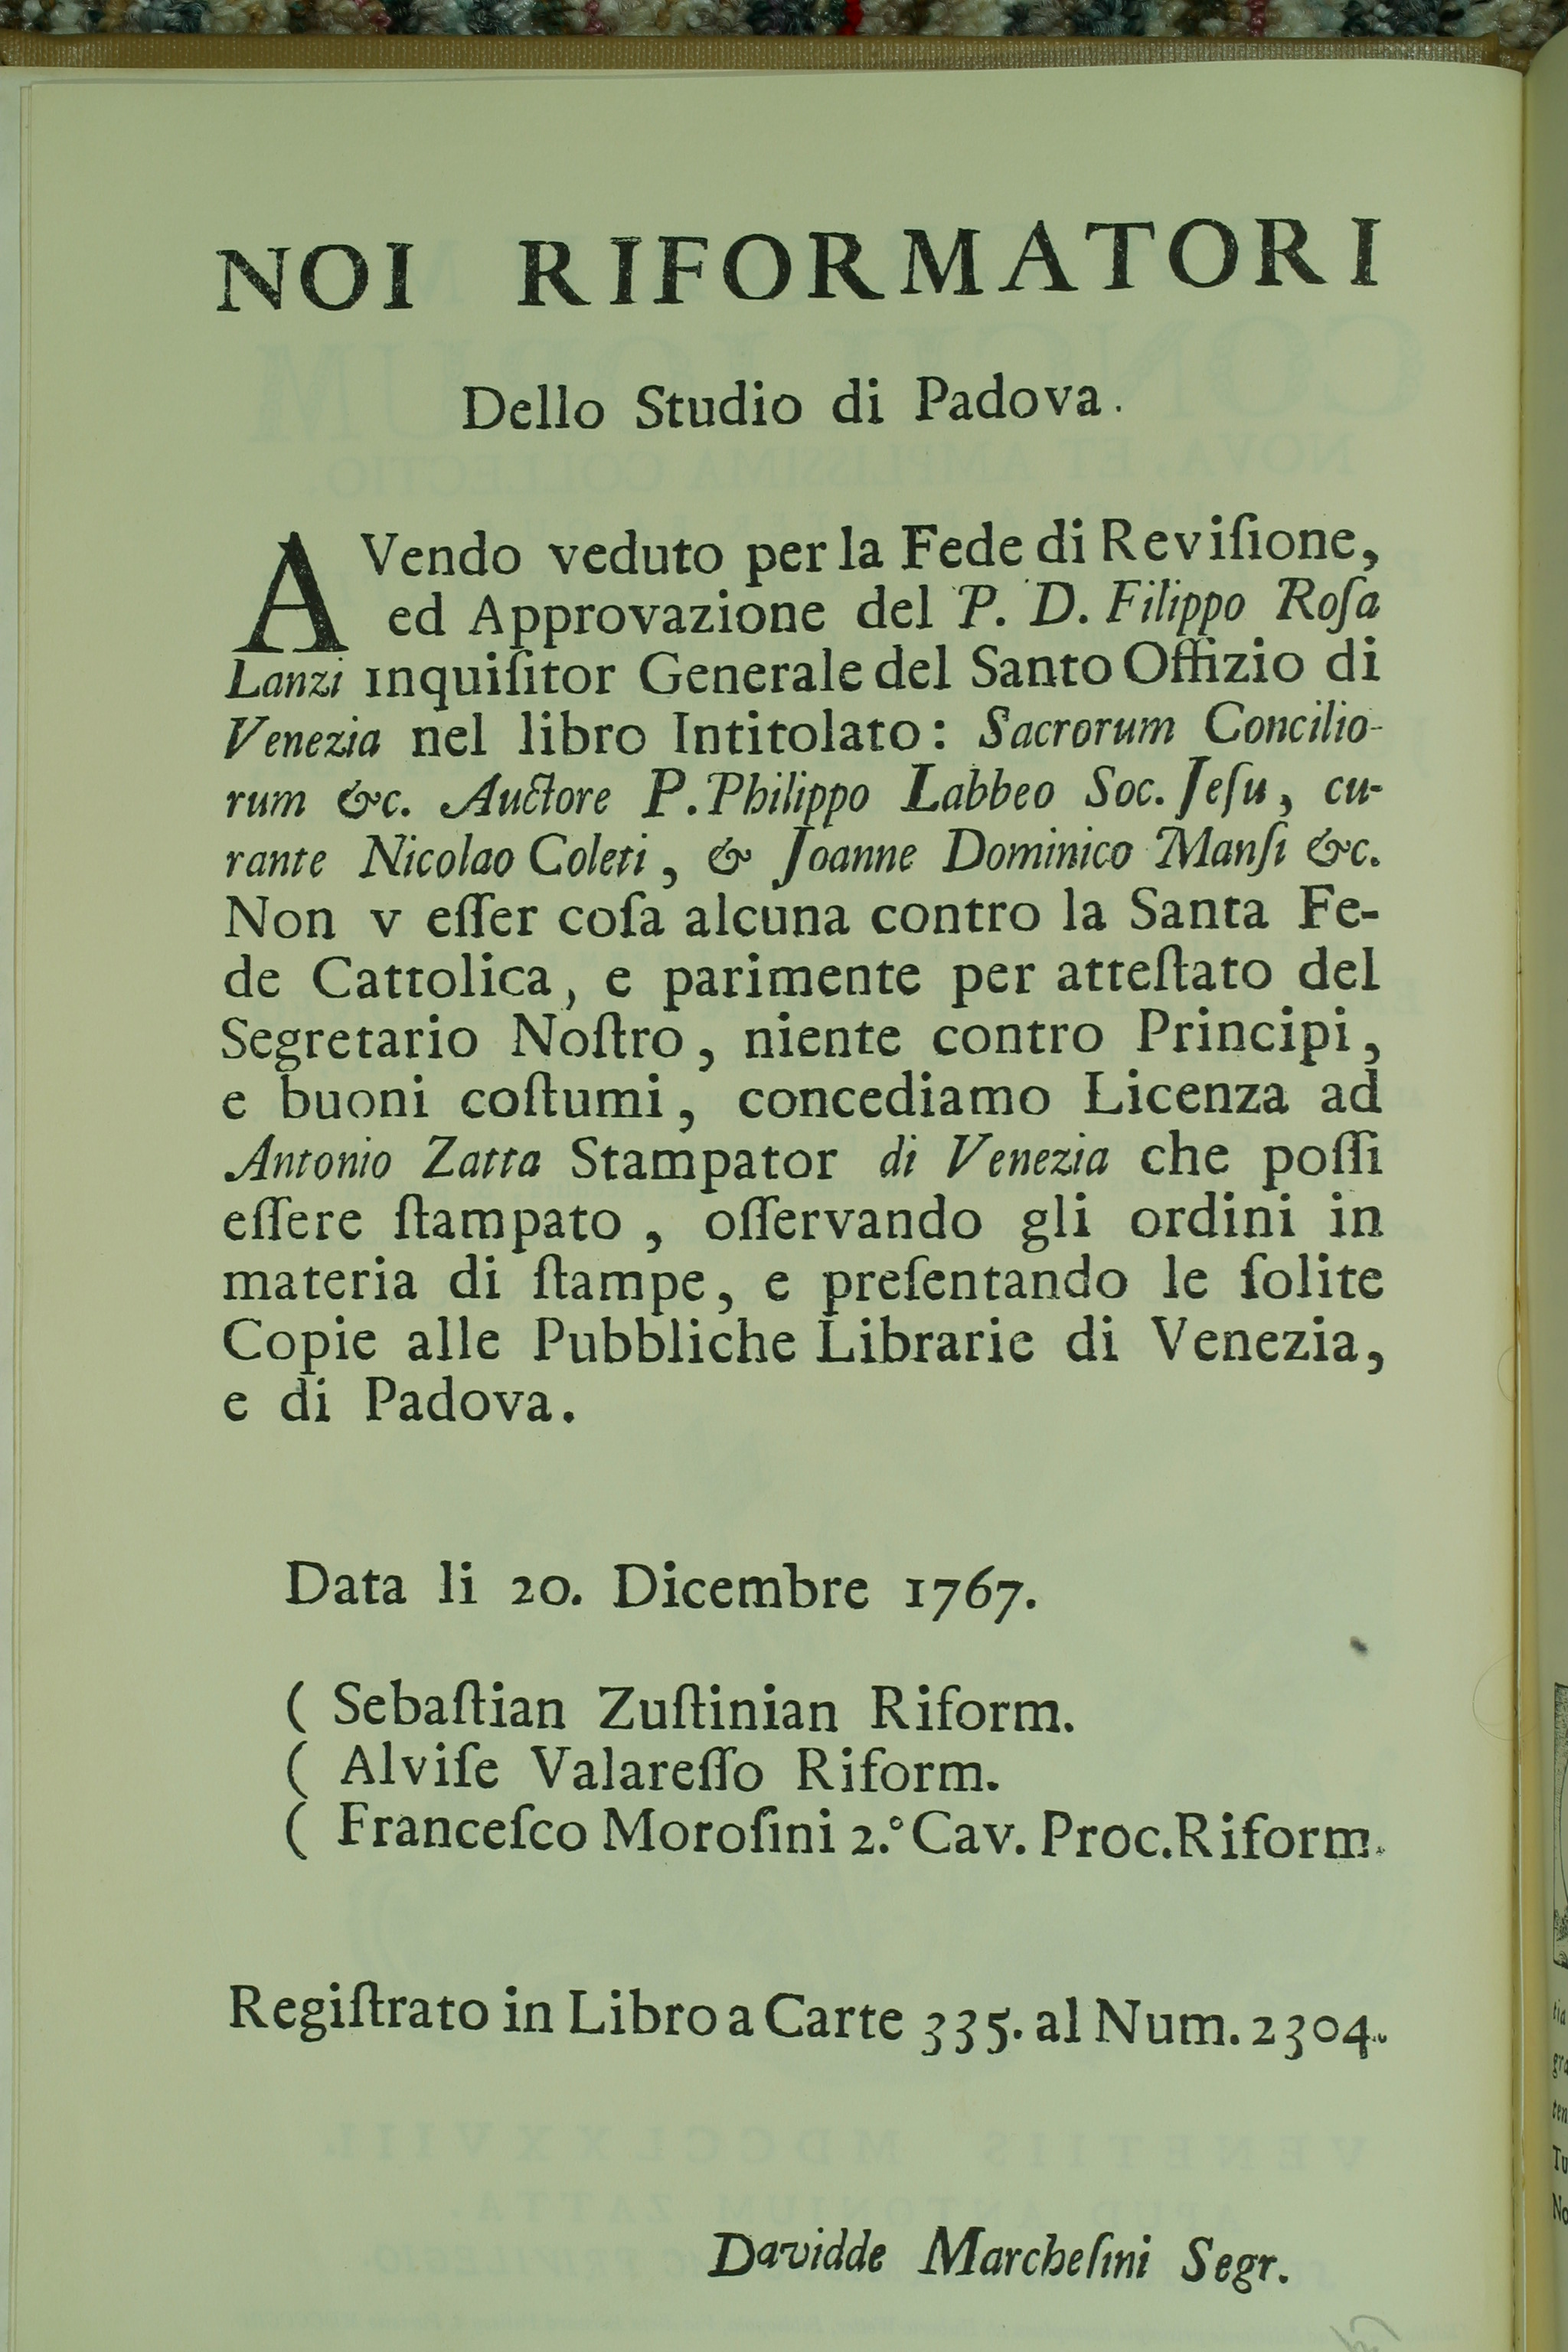 NOI RIFORMATORI
Dello Studio di Padova.
AVendo veduto per la Fede di Reviſione,
ed Approvazione del P. D. Filippo Roſa
Lanzi inquiſitor Generale del Santo Offizio di
Venezia nel libro Intitolato: Sacrorum Concilio-
rum &c. Auctore P. Philippo Labbeo Soc. Jeſu, cu-
rante Nicolao Coleti, & Joanne Dominico Manſi &c.
Non v eſſer coſa alcuna contro la Santa Fe-
de Cattolica, e parimente per atteſtato del
Segretario Noſtro, niente contro Principi,
e buoni coſtumi, concediamo Licenza ad
Antonio Zatta Stampator di Venezia che poſſi
eſſere ſtampato, oſſervando gli ordini in
materia di ſtampe, e preſentando le ſolite
Copie alle Pubbliche Librarie di Venezia,
e di Padova.
Data li 20. Dicembre 1767.
( Sebaſtian Zuſtinian Riform.
( Alviſe Valareſſo Riform.
( Franceſco Moroſini 2.° Cav. Proc. Riform.
Regiſtrato in Libro a Carte 335. al Num. 2304.
Davidde Marcheſini Segr.